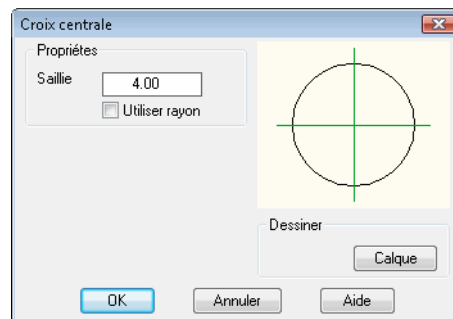 Croix centrale
Propriétes
Saillie 4.00
Utiliser rayon
Dessiner
Calque
OK Annuler Aide